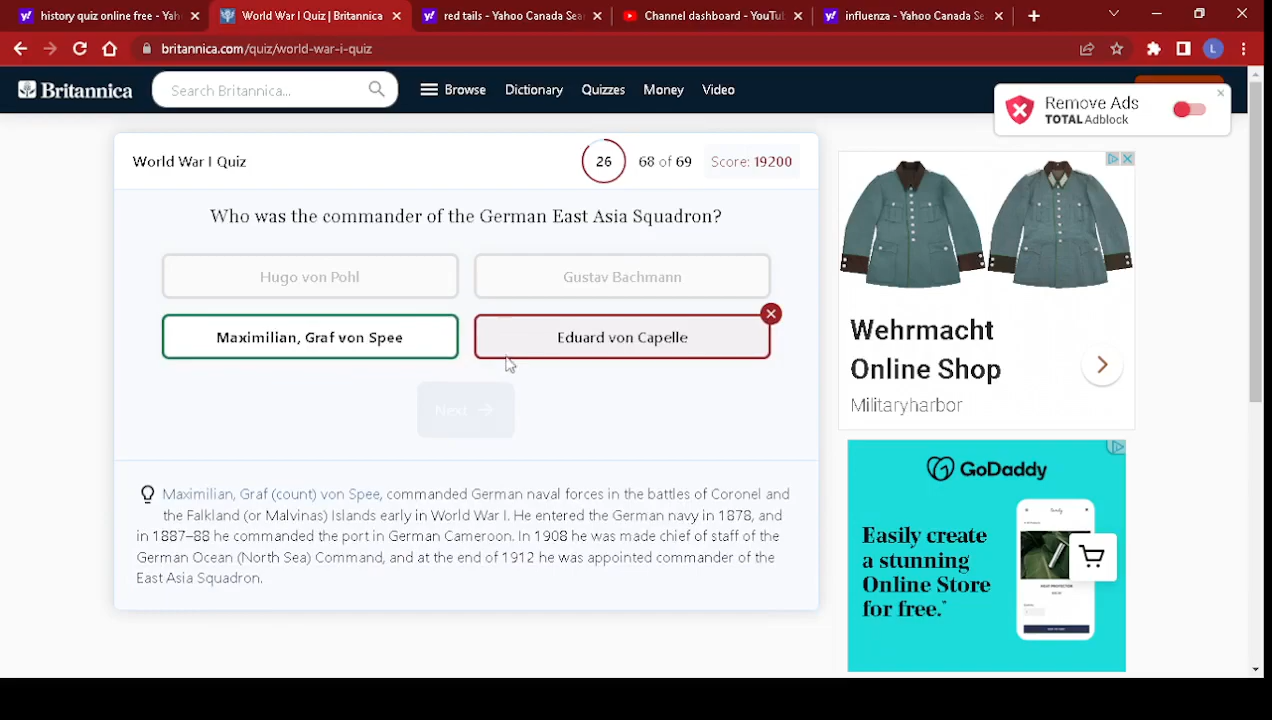 history quiz online free - Yah
World War I Quiz | Britannica
red tails - Yahoo Canada Sea
Channel dashboard - YouTu
influenza - Yahoo Canada Se
britannica.com/quiz/world-war-i-quiz
L
Britannica
Search Britannica...
Browse
Dictionary
Quizzes
Money
Video
Remove Ads
TOTAL Adblock
World War I Quiz
26
68 of 69
Score: 19200
Who was the commander of the German East Asia Squadron?
Hugo von Pohl
Gustav Bachmann
Maximilian, Graf von Spee
Eduard von Capelle
Next
Maximilian, Graf (count) von Spee, commanded German naval forces in the battles of Coronel and
the Falkland (or Malvinas) Islands early in World War I. He entered the German navy in 1878, and
in 1887–88 he commanded the port in German Cameroon. In 1908 he was made chief of staff of the
German Ocean (North Sea) Command, and at the end of 1912 he was appointed commander of the
East Asia Squadron.
Wehrmacht
Online Shop
Militaryharbor
GoDaddy
Easily create
a stunning
Online Store
for free.*